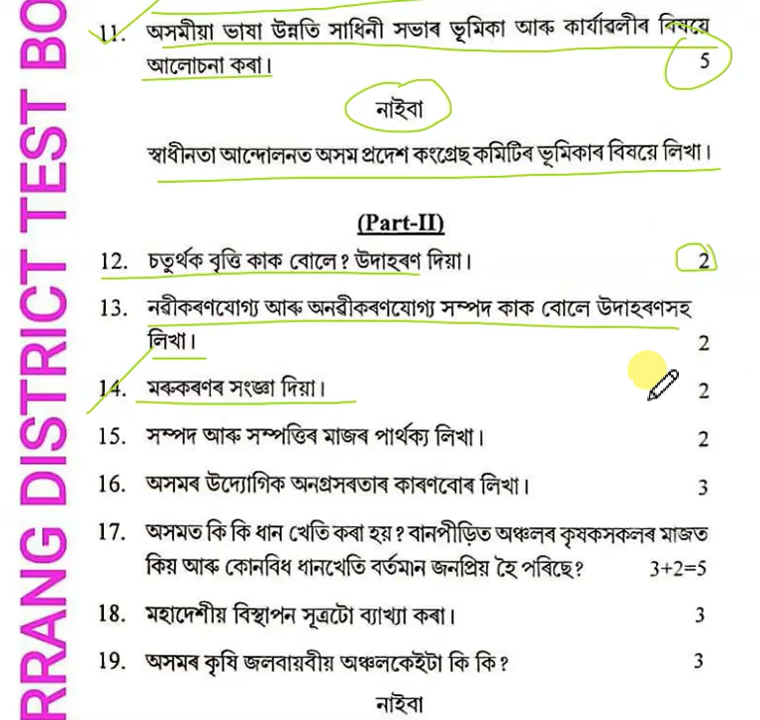 11. অসমীয়া ভাষা উন্নতি সাধিনী সভাৰ ভূমিকা আৰু কাৰ্যাৱলীৰ বিষয়ে
আলোচনা কৰা। 5
নাইবা
স্বাধীনতা আন্দোলনত অসম প্ৰদেশ কংগ্ৰেছ কমিটিৰ ভূমিকাৰ বিষয়ে লিখা।
(Part-II)
12. চতুৰ্থক বৃত্তি কাক বোলে? উদাহৰণ দিয়া। 2
13. নৱীকৰণযোগ্য আৰু অনৱীকৰণযোগ্য সম্পদ কাক বোলে উদাহৰণসহ
লিখা। 2
14. মৰুকৰণৰ সংজ্ঞা দিয়া। 2
15. সম্পদ আৰু সম্পত্তিৰ মাজৰ পাৰ্থক্য লিখা। 2
16. অসমৰ উদ্যোগিক অনগ্ৰসৰতাৰ কাৰণবোৰ লিখা। 3
17. অসমত কি কি ধান খেতি কৰা হয়? বানপীড়িত অঞ্চলৰ কৃষকসকলৰ মাজত
কিয় আৰু কোনবিধ ধানখেতি বৰ্তমান জনপ্ৰিয় হৈ পৰিছে? 3+2=5
18. মহাদেশীয় বিস্থাপন সূত্ৰটো ব্যাখ্যা কৰা। 3
19. অসমৰ কৃষি জলবায়বীয় অঞ্চলকেইটা কি কি? 3
নাইবা
RRANG DISTRICT TEST BO